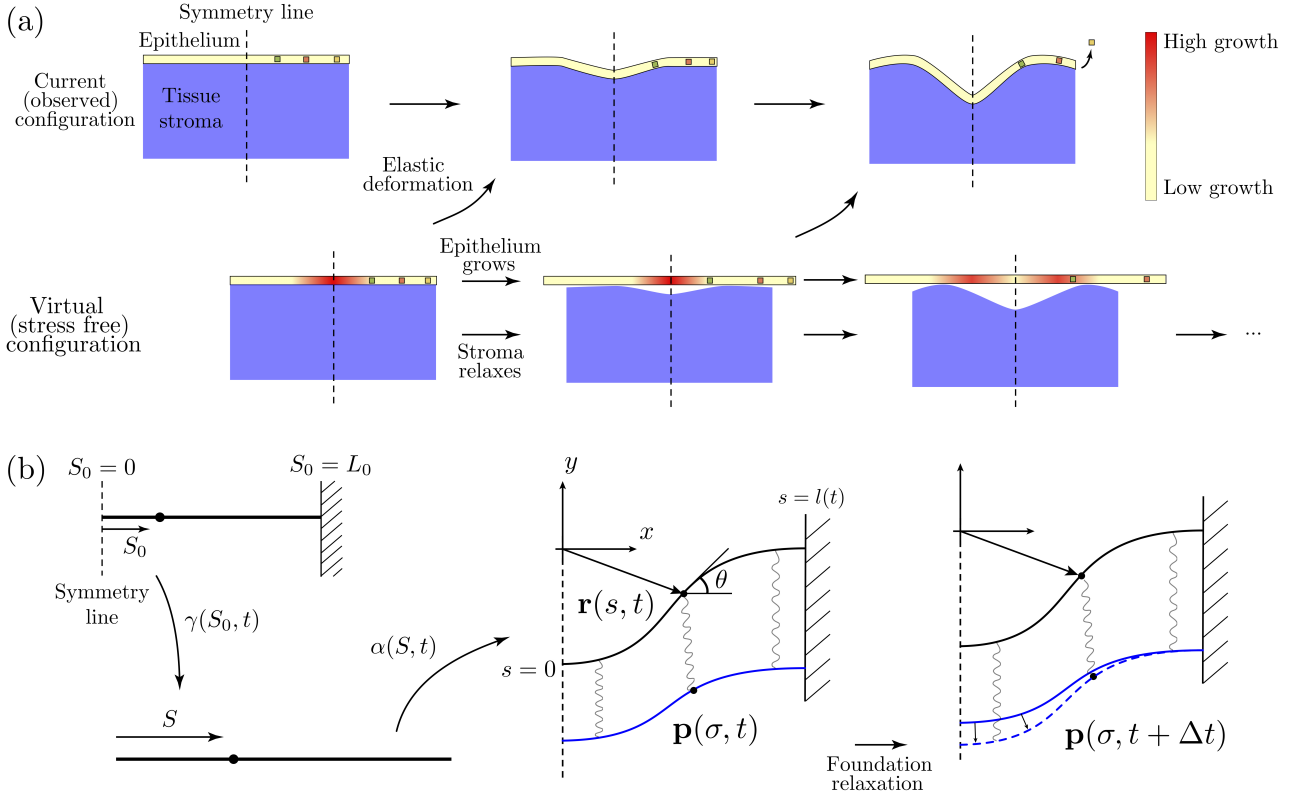 (a)
Symmetry line
Epithelium
Current
(observed)
configuration
Tissue
stroma
Elastic
deformation
High growth
Low growth
Virtual
(stress free)
configuration
Epithelium
grows
Stroma
relaxes
...
(b)
S₀ = 0
S₀ = L₀
S₀
Symmetry
line
γ(S₀, t)
S
α(S, t)
y
x
s = l(t)
θ
r(s, t)
s = 0
p(σ, t)
Foundation
relaxation
p(σ, t + Δt)